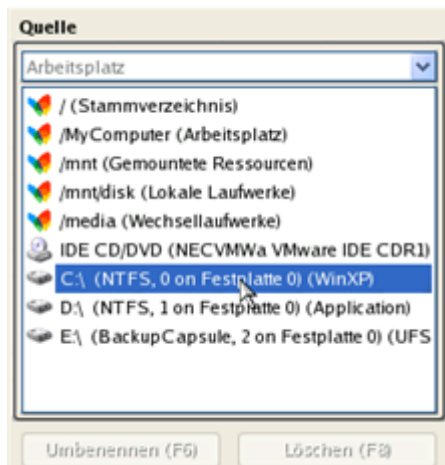 Quelle
Arbeitsplatz
/ (Stammverzeichnis)
/MyComputer (Arbeitsplatz)
/mnt (Gemountete Ressourcen)
/mnt/disk (Lokale Laufwerke)
/media (Wechsellaufwerke)
IDE CD/DVD (NECVMWa VMware IDE CDR1)
C:\ (NTFS, 0 on Festplatte 0) (WinXP)
D:\ (NTFS, 1 on Festplatte 0) (Application)
E:\ (BackupCapsule, 2 on Festplatte 0) (UFS
Umbenennen (F6)
Löschen (F8)